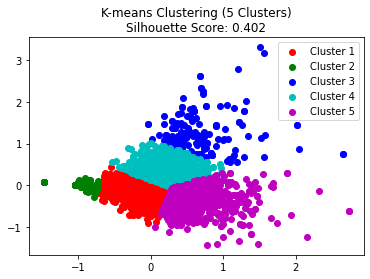 K-means Clustering (5 Clusters)
Silhouette Score: 0.402
Cluster 1
Cluster 2
Cluster 3
Cluster 4
Cluster 5
3
2
1
0
−1
−1
0
1
2